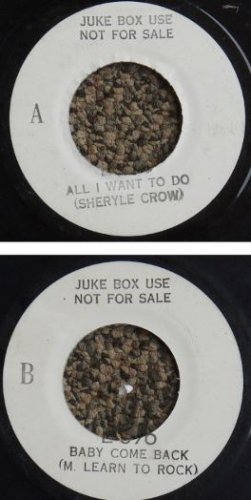 JUKE BOX USE
NOT FOR SALE
A
ALL I WANT TO DO
(SHERYLE CROW)
JUKE BOX USE
NOT FOR SALE
B
BABY COME BACK
(M. LEARN TO ROCK)